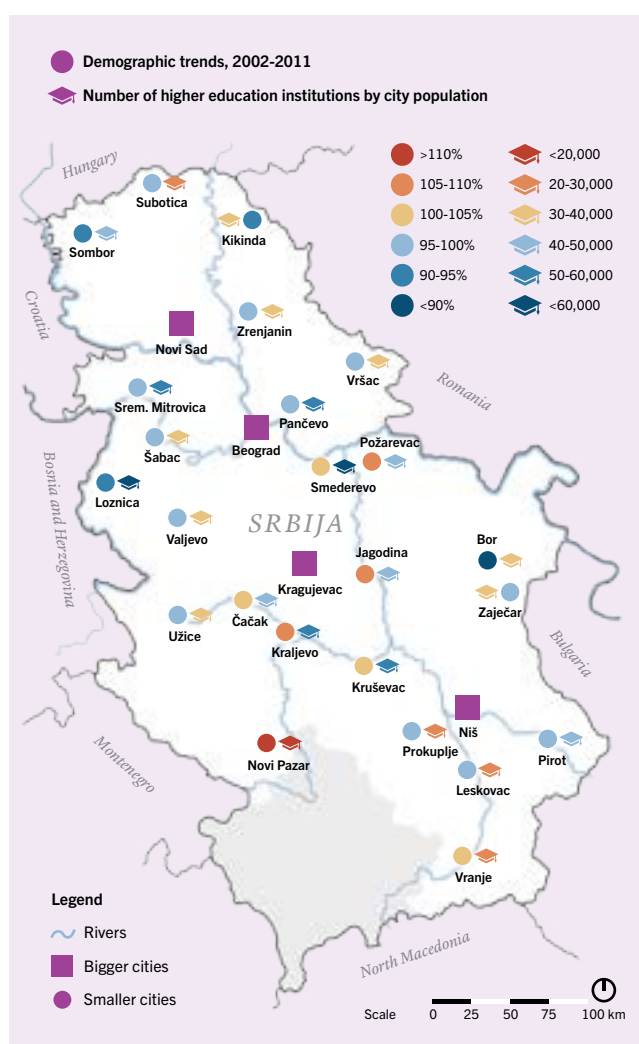 Demographic trends, 2002-2011
Number of higher education institutions by city population
>110%
<20,000
105-110%
20-30,000
100-105%
30-40,000
95-100%
40-50,000
90-95%
50-60,000
<90%
<60,000
Hungary
Subotica
Kikinda
Sombor
Croatia
Zrenjanin
Novi Sad
Vršac
Romania
Srem. Mitrovica
Pančevo
Beograd
Požarevac
Šabac
Smederevo
Loznica
Bosnia and Herzegovina
SRBIJA
Valjevo
Bor
Jagodina
Kragujevac
Zaječar
Čačak
Užice
Kraljevo
Bulgaria
Kruševac
Niš
Prokuplje
Pirot
Novi Pazar
Montenegro
Leskovac
Vranje
Legend
Rivers
North Macedonia
Bigger cities
Smaller cities
Scale 0 25 50 75 100 km